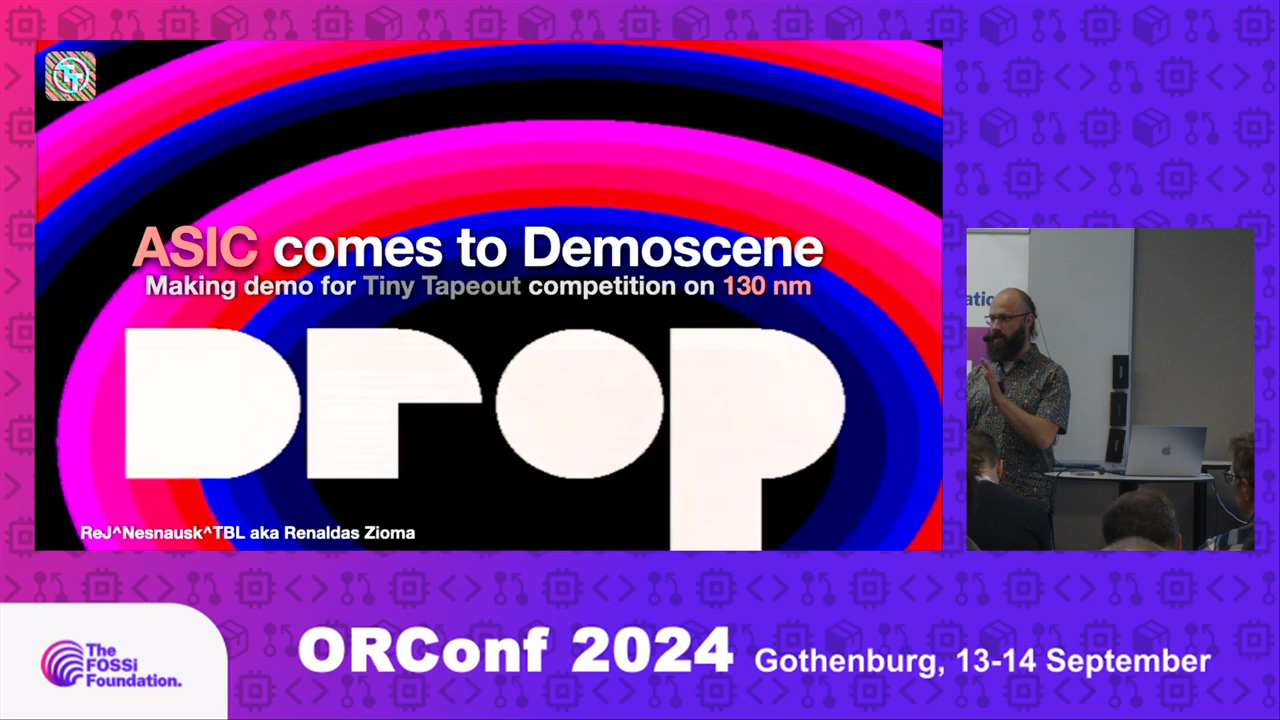 ASIC comes to Demoscene
Making demo for Tiny Tapeout competition on 130 nm
Drop
ReJ^Nesnausk^TBL aka Renaldas Zioma
The
FOSSi
Foundation.
ORConf 2024 Gothenburg, 13-14 September